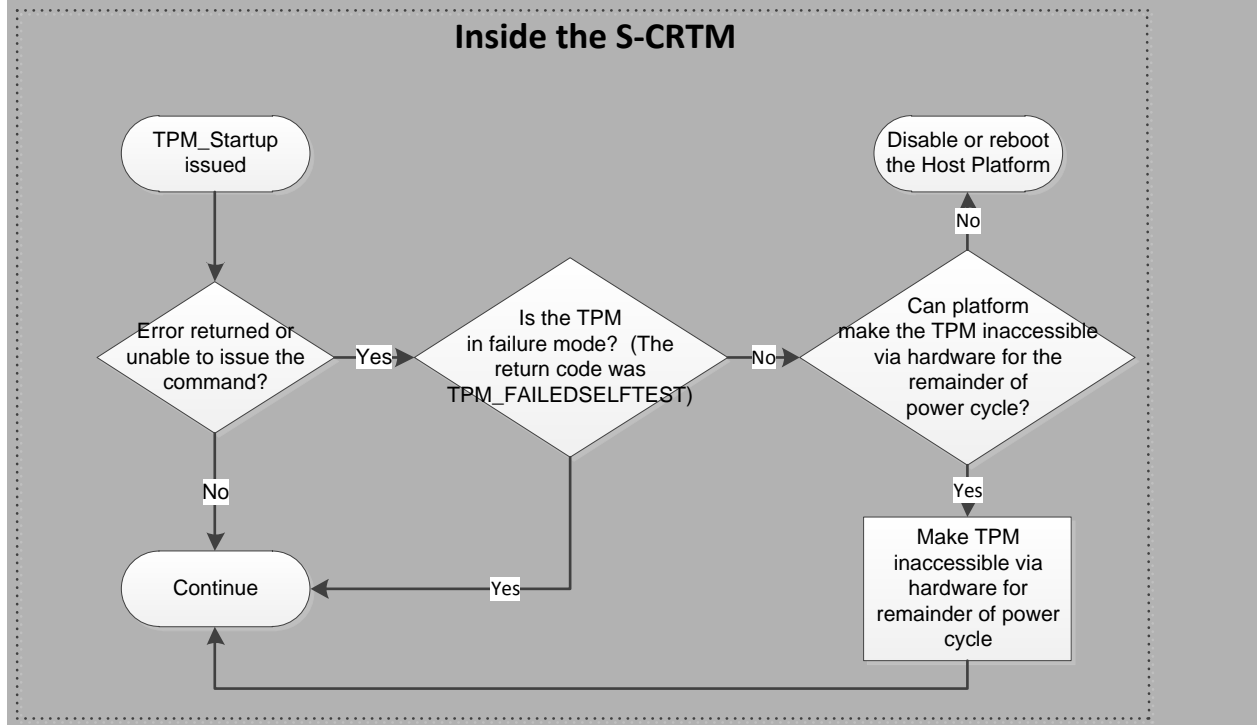 Inside the S-CRTM
TPM_Startup
issued
Disable or reboot
the Host Platform
No
Error returned or
unable to issue the
command?
Yes
Is the TPM
in failure mode?  (The
return code was
TPM_FAILEDSELFTEST)
No
Can platform
make the TPM inaccessible
via hardware for the
remainder of
power cycle?
No
Yes
Continue
Yes
Make TPM
inaccessible via
hardware for
remainder of power
cycle